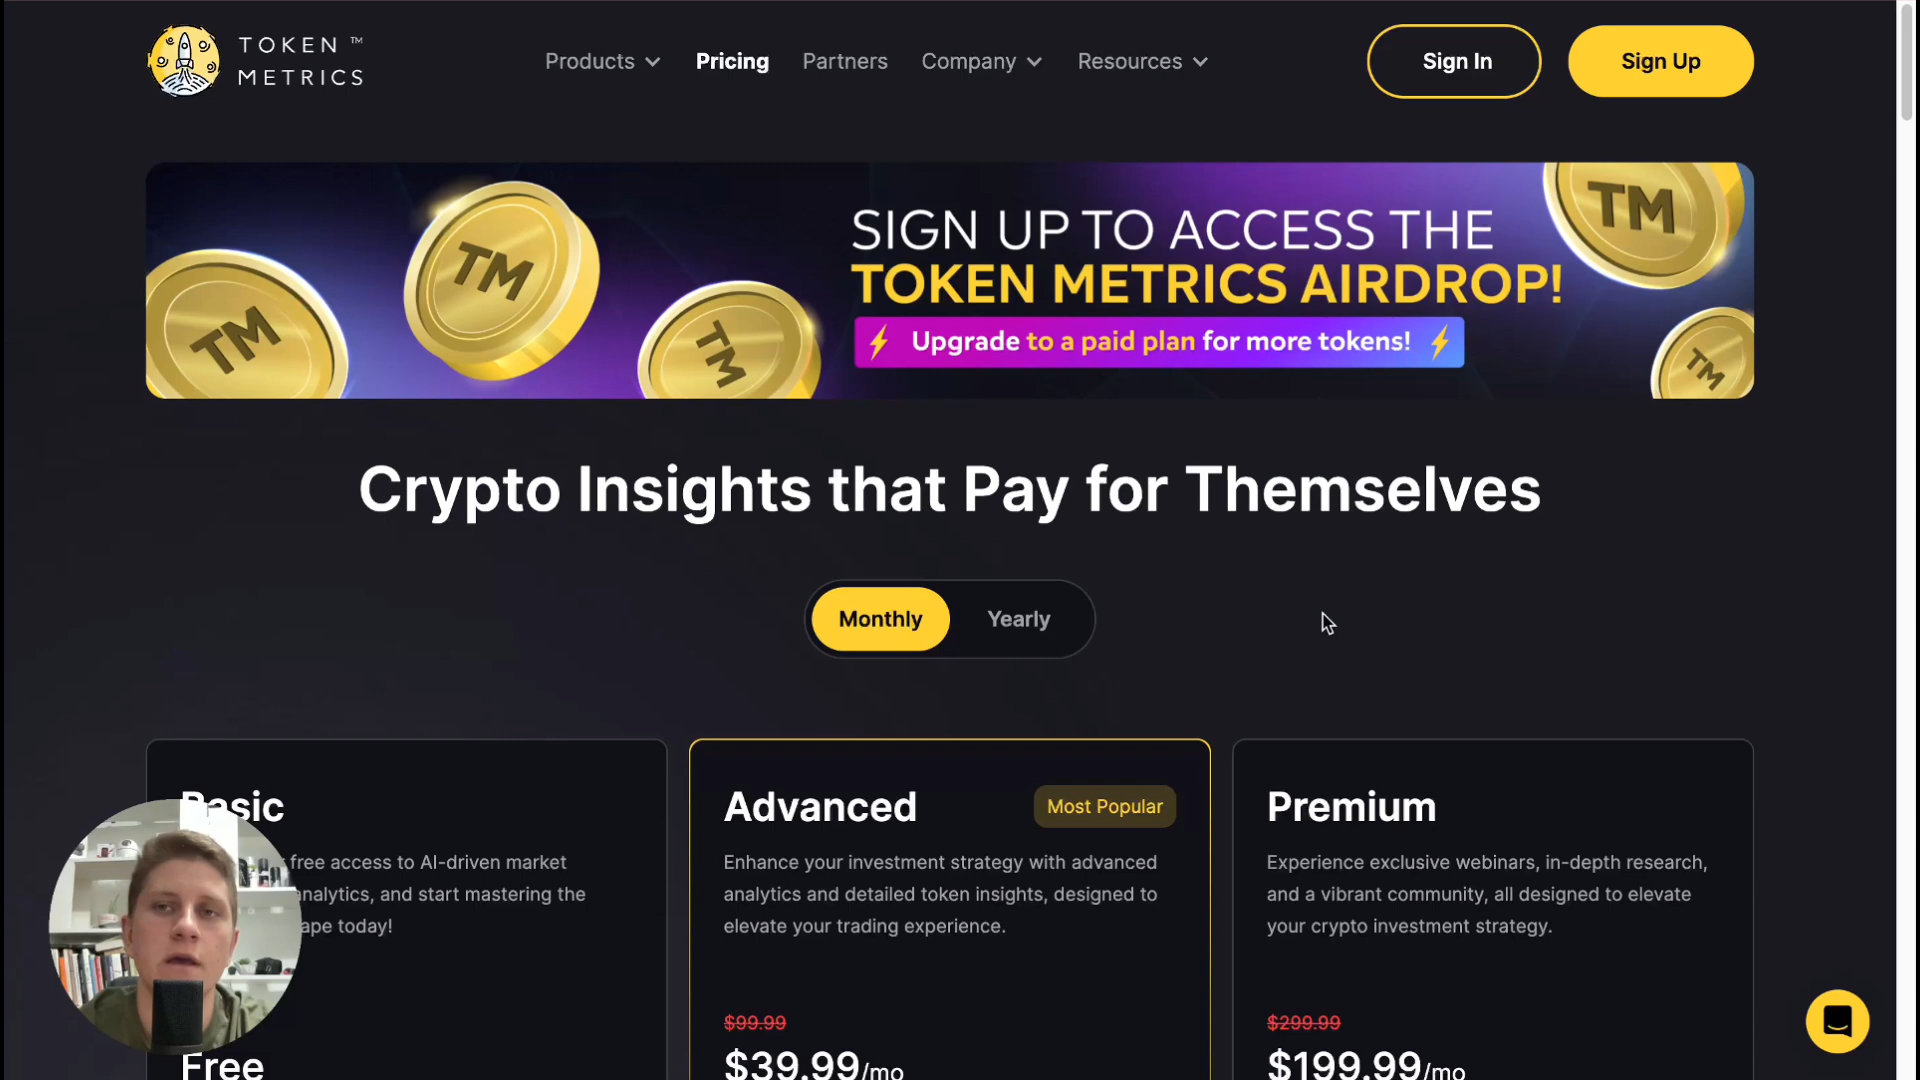 TOKEN ™
METRICS
Products
Pricing
Partners
Company
Resources
Sign In
Sign Up
TM
TM
TM
SIGN UP TO ACCESS THE
TOKEN METRICS AIRDROP!
Upgrade to a paid plan for more tokens!
TM
TM
Crypto Insights that Pay for Themselves
Monthly
Yearly
Basic
free access to AI-driven market
analytics, and start mastering the
ape today!
Free
Advanced
Most Popular
Enhance your investment strategy with advanced
analytics and detailed token insights, designed to
elevate your trading experience.
$99.99
$39.99/mo
Premium
Experience exclusive webinars, in-depth research,
and a vibrant community, all designed to elevate
your crypto investment strategy.
$299.99
$199.99/mo